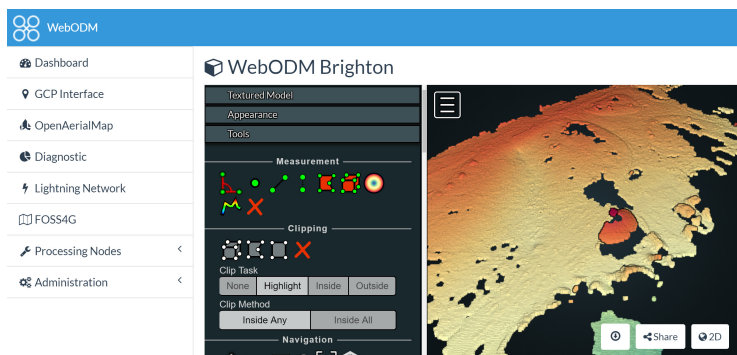 WebODM
Dashboard
GCP Interface
OpenAerialMap
Diagnostic
Lightning Network
FOSS4G
Processing Nodes
Administration
WebODM Brighton
Textured Model
Appearance
Tools
Measurement
Clipping
Clip Task
None Highlight Inside Outside
Clip Method
Inside Any Inside All
Navigation
Share 2D